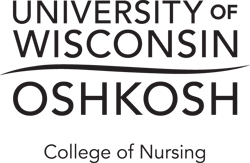 UNIVERSITY OF
WISCONSIN
OSHKOSH
College of Nursing